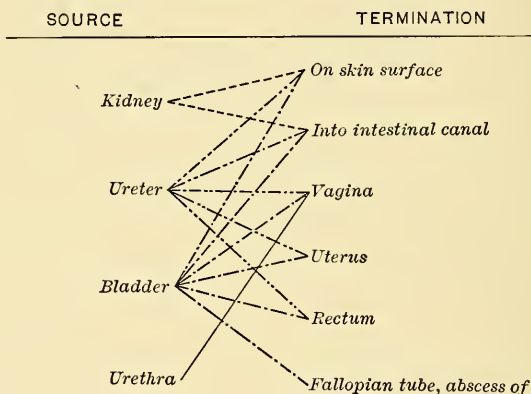 SOURCE TERMINATION
On skin surface
Kidney
Into intestinal canal
Ureter Vagina
Uterus
Bladder
Rectum
Urethra
Fallopian tube, abscess of